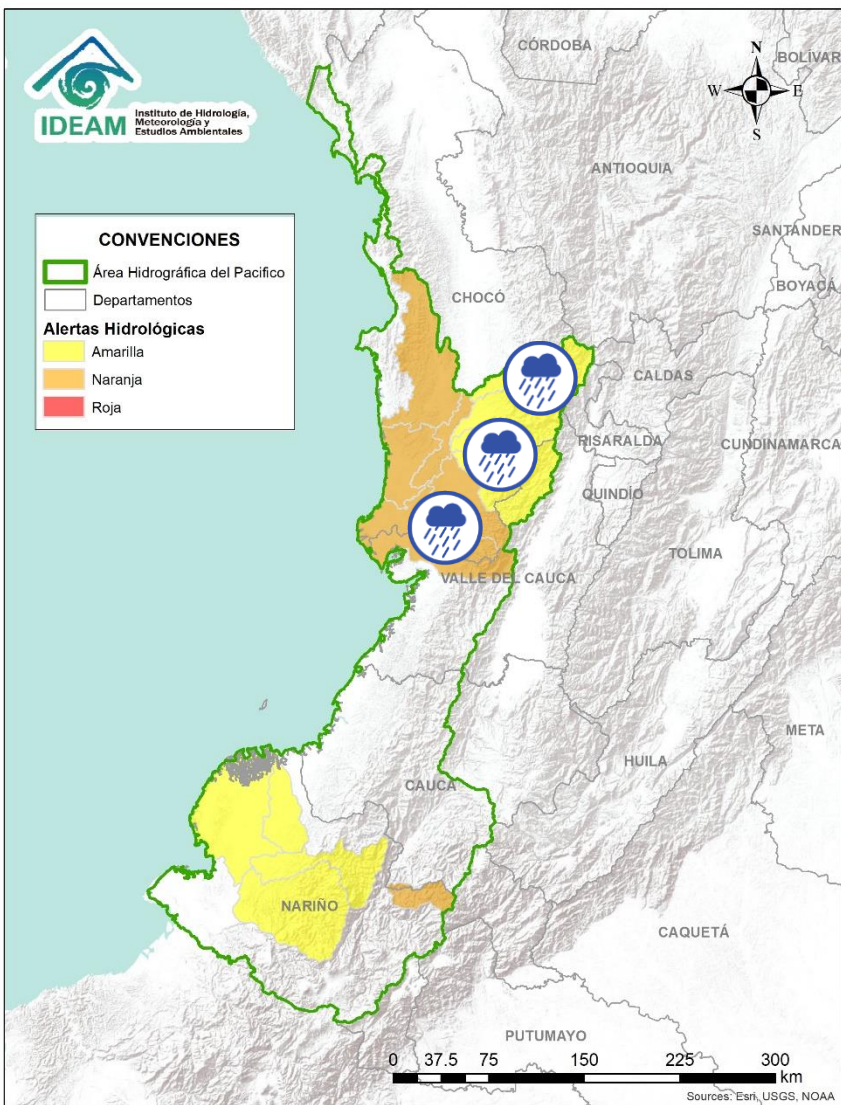 IDEAM
Instituto de Hidrología,
Meteorología y
Estudios Ambientales
CÓRDOBA
BOLÍVAR
N
W
E
S
ANTIOQUIA
SANTANDER
CONVENCIONES
Área Hidrográfica del Pacifico
Departamentos
Alertas Hidrológicas
Amarilla
Naranja
Roja
BOYACÁ
CHOCÓ
CALDAS
RISARALDA
CUNDINAMARCA
QUINDÍO
TOLIMA
VALLE DEL CAUCA
META
HUILA
CAUCA
NARIÑO
CAQUETÁ
PUTUMAYO
0 37.5 75 150 225 300
km
Sources: Esri, USGS, NOAA